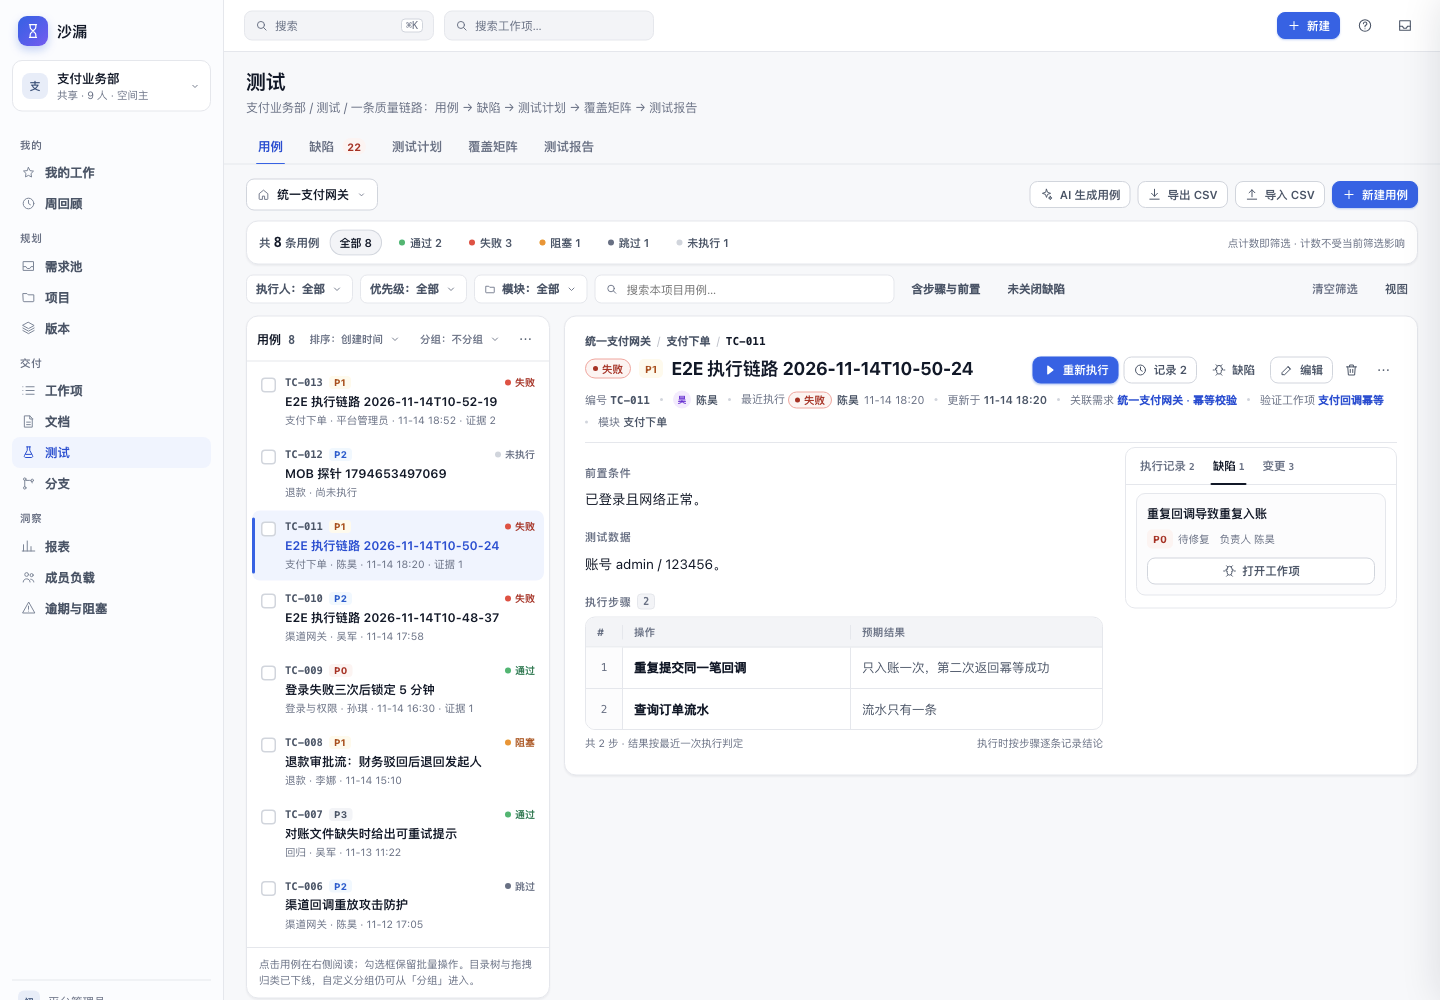 沙漏
支
支付业务部
共享 · 9 人 · 空间主
我的
我的工作
周回顾
规划
需求池
项目
版本
交付
工作项
文档
测试
分支
洞察
报表
成员负载
逾期与阻塞
搜索 ⌘K
搜索工作项...
新建
测试
支付业务部 / 测试 / 一条质量链路：用例 → 缺陷 → 测试计划 → 覆盖矩阵 → 测试报告
用例 缺陷 22 测试计划 覆盖矩阵 测试报告
统一支付网关
AI 生成用例 导出 CSV 导入 CSV 新建用例
共 8 条用例 全部 8 通过 2 失败 3 阻塞 1 跳过 1 未执行 1
点计数即筛选 · 计数不受当前筛选影响
执行人：全部 优先级：全部 模块：全部 搜索本项目用例... 含步骤与前置 未关闭缺陷 清空筛选 视图
用例 8 排序：创建时间 分组：不分组 ···
TC-013 P1 失败
E2E 执行链路 2026-11-14T10-52-19
支付下单 · 平台管理员 · 11-14 18:52 · 证据 2
TC-012 P2 未执行
MOB 探针 1794653497069
退款 · 尚未执行
TC-011 P1 失败
E2E 执行链路 2026-11-14T10-50-24
支付下单 · 陈昊 · 11-14 18:20 · 证据 1
TC-010 P2 失败
E2E 执行链路 2026-11-14T10-48-37
渠道网关 · 吴军 · 11-14 17:58
TC-009 P0 通过
登录失败三次后锁定 5 分钟
登录与权限 · 孙琪 · 11-14 16:30 · 证据 1
TC-008 P1 阻塞
退款审批流：财务驳回后退回发起人
退款 · 李娜 · 11-14 15:10
TC-007 P3 通过
对账文件缺失时给出可重试提示
回归 · 吴军 · 11-13 11:22
TC-006 P2 跳过
渠道回调重放攻击防护
渠道网关 · 陈昊 · 11-12 17:05
点击用例在右侧阅读；勾选框保留批量操作。目录树与拖拽
归类已下线，自定义分组仍可从「分组」进入。
统一支付网关 / 支付下单 / TC-011
失败 P1 E2E 执行链路 2026-11-14T10-50-24
重新执行 记录 2 缺陷 编辑 ···
编号 TC-011 · 昊 陈昊 · 最近执行 失败 陈昊 11-14 18:20 · 更新于 11-14 18:20 · 关联需求 统一支付网关 · 幂等校验 · 验证工作项 支付回调幂等
· 模块 支付下单
前置条件
已登录且网络正常。
测试数据
账号 admin / 123456。
执行步骤 2
# 操作 预期结果
1 重复提交同一笔回调 只入账一次，第二次返回幂等成功
2 查询订单流水 流水只有一条
共 2 步 · 结果按最近一次执行判定 执行时按步骤逐条记录结论
执行记录 2 缺陷 1 变更 3
重复回调导致重复入账
P0 待修复 负责人 陈昊
打开工作项